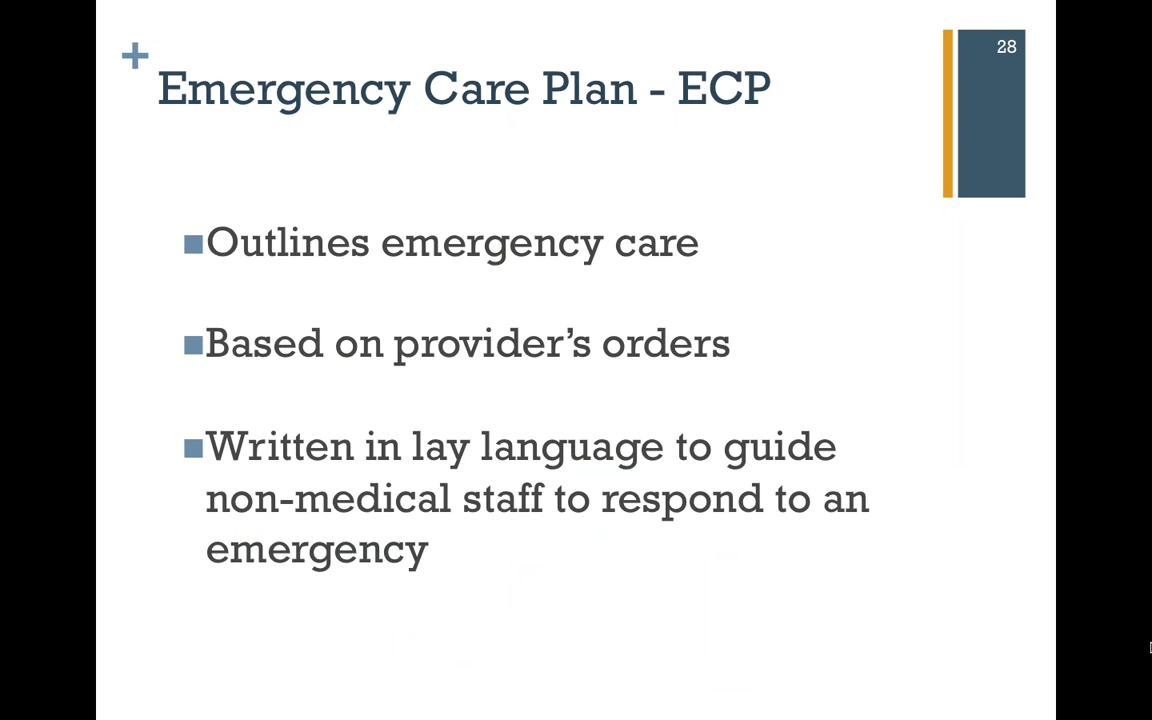 28
+
Emergency Care Plan - ECP
Outlines emergency care
Based on provider's orders
Written in lay language to guide
non-medical staff to respond to an
emergency